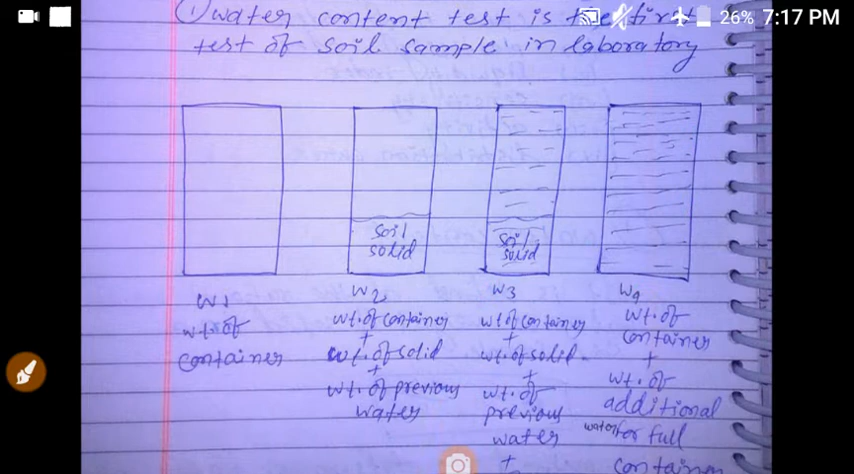 26% 7:17 PM
① water content test is the first
test of soil sample in laboratory
soil
solid
soil
solid
W1
wt. of
container
W2
wt. of container
+
wt. of solid
+
wt. of previous
water
W3
wt of container
+
wt. of solid
+
wt. of
previous
water
+
W4
wt. of
container
+
wt. of
additional
water for full
container